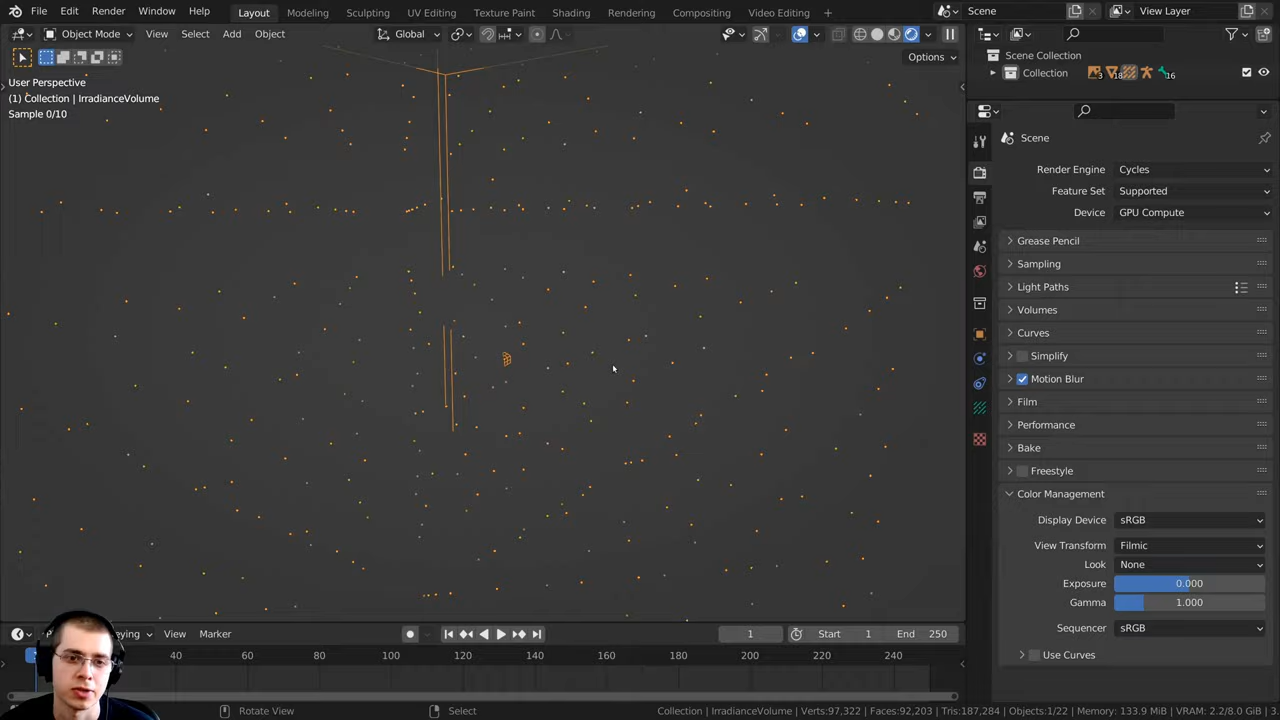 File Edit Render Window Help Layout Modeling Sculpting UV Editing Texture Paint Shading Rendering Compositing Video Editing + Scene View Layer
Object Mode View Select Add Object Global
Options
User Perspective
(1) Collection | IrradianceVolume
Sample 0/10
Scene Collection
Collection 3 18 16
Scene
Render Engine Cycles
Feature Set Supported
Device GPU Compute
Grease Pencil
Sampling
Light Paths
Volumes
Curves
Simplify
Motion Blur
Film
Performance
Bake
Freestyle
Color Management
Display Device sRGB
View Transform Filmic
Look None
Exposure 0.000
Gamma 1.000
Sequencer sRGB
Use Curves
View Marker 1 Start 1 End 250
40 60 80 100 120 140 160 180 200 220 240
Rotate View Select Collection | IrradianceVolume Verts:97,322 Faces:92,203 Tris:187,284 Objects:1/22 Memory: 133.9 MiB VRAM: 2.2/8.0 GiB 3.